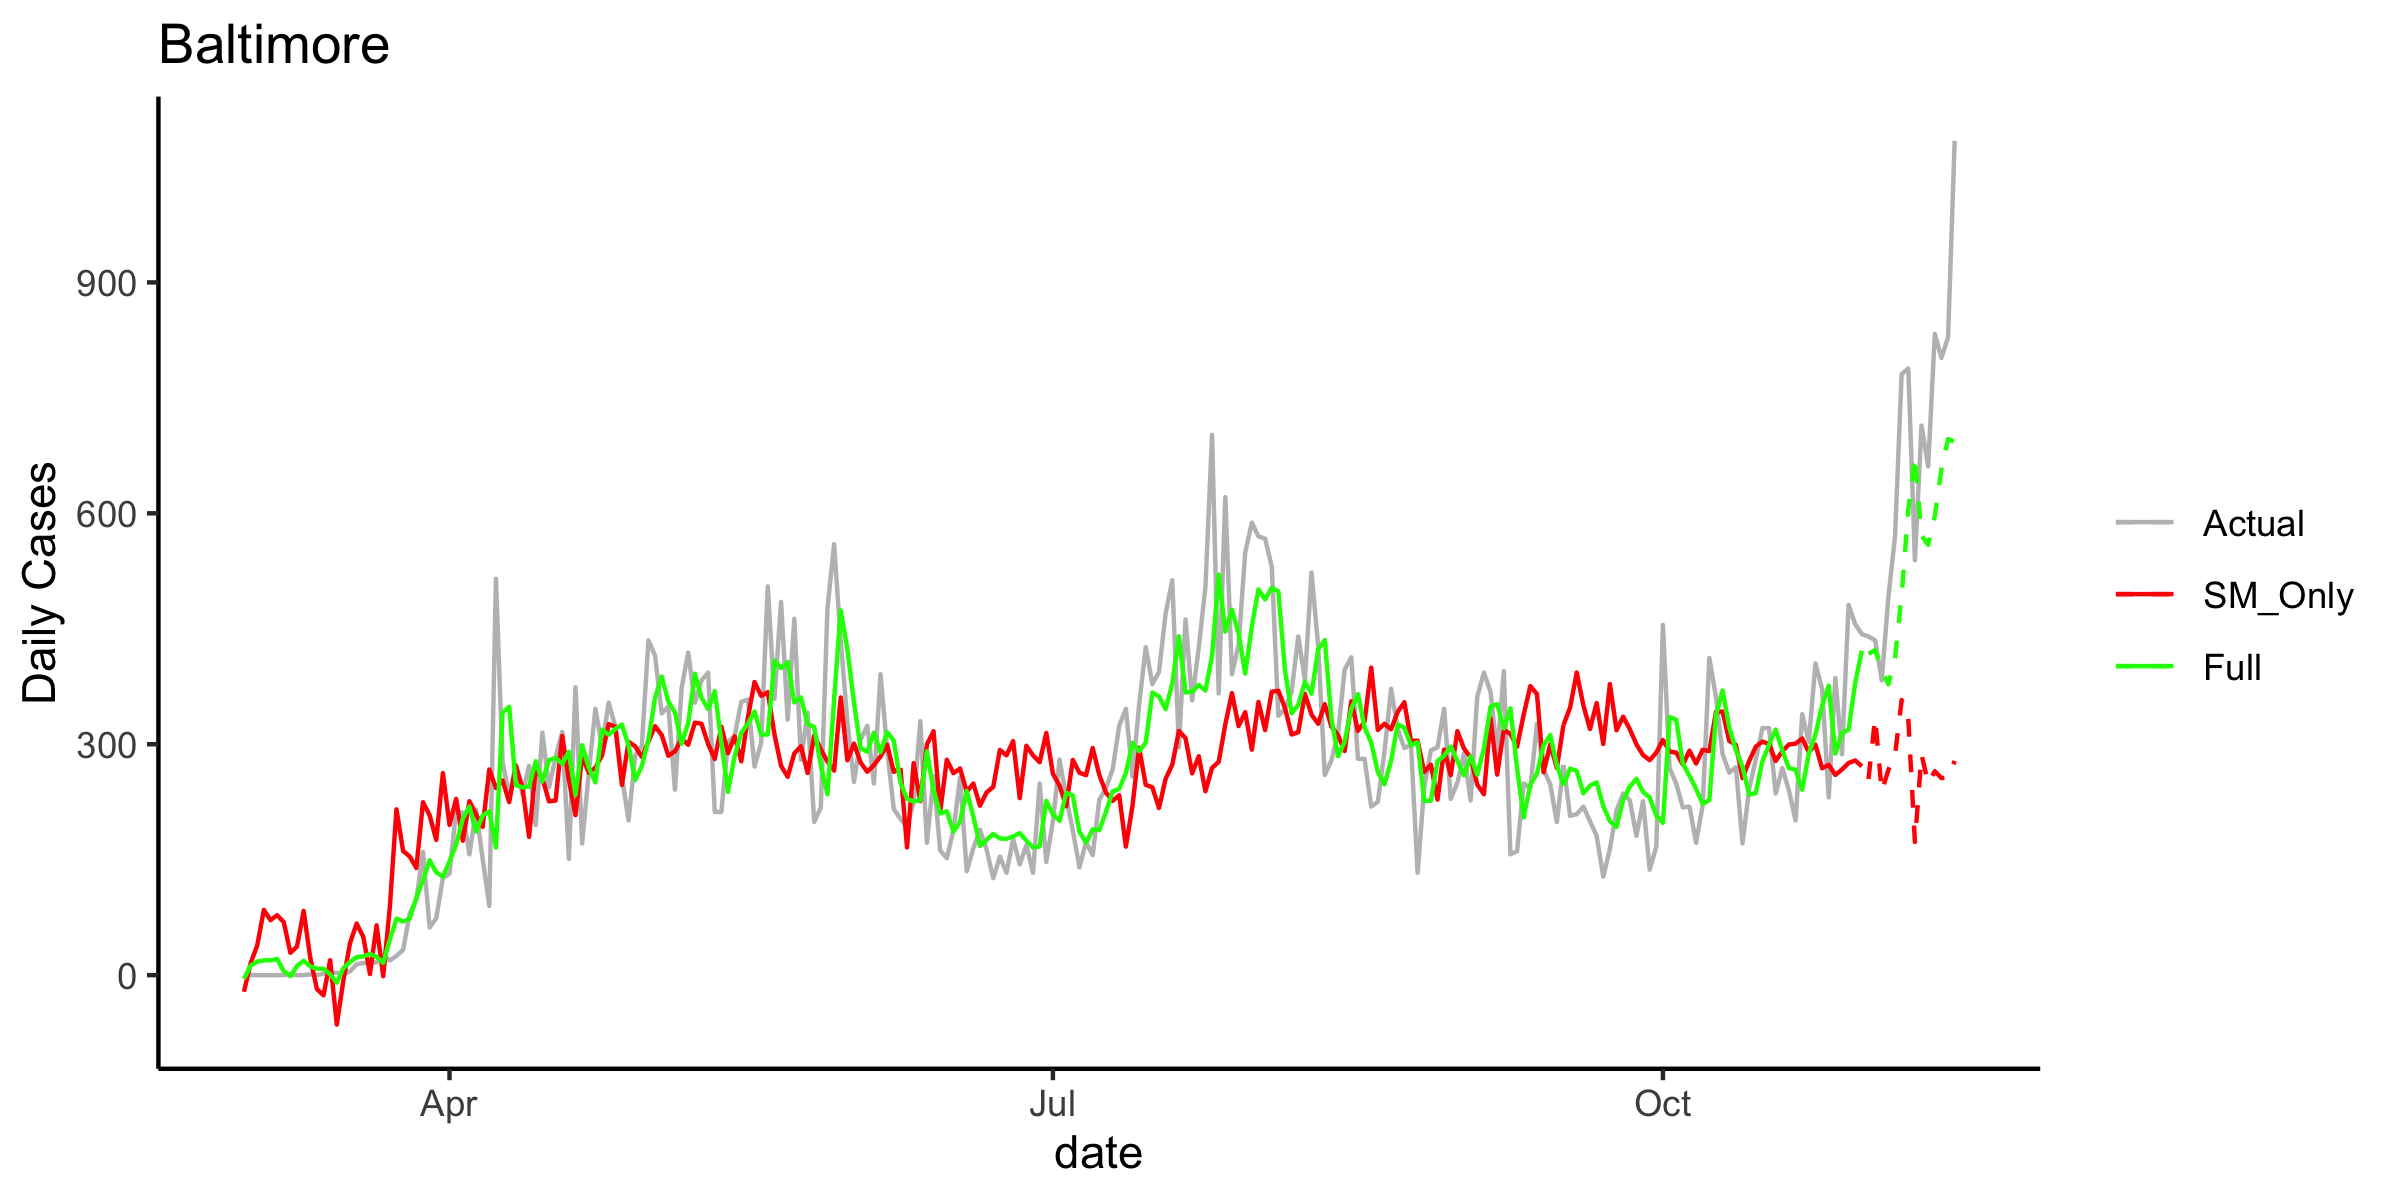 Baltimore
Daily Cases
900
600
300
0
Apr
Jul
Oct
date
Actual
SM_Only
Full